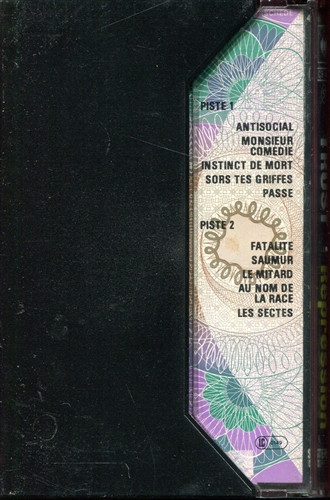 PISTE 1
ANTISOCIAL
MONSIEUR
COMEDIE
INSTINCT DE MORT
SORS TES GRIFFES
PASSE
PISTE 2
FATALITE
SAUMUR
LE MITARD
AU NOM DE
LA RACE
LES SECTES